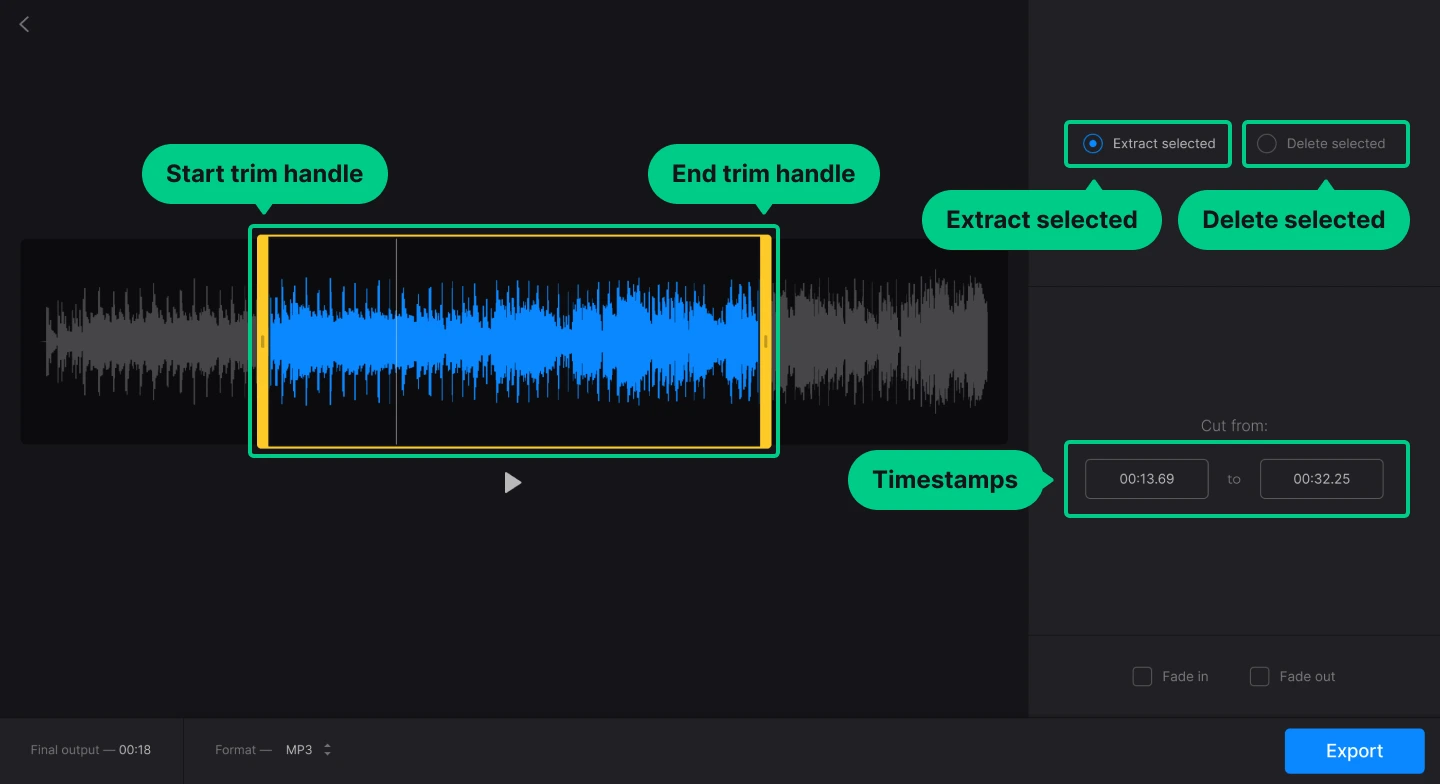 Extract selected
Delete selected
Start trim handle
End trim handle
Extract selected
Delete selected
Cut from:
Timestamps
00:13.69 to 00:32.25
Fade in
Fade out
Final output — 00:18
Format — MP3
Export